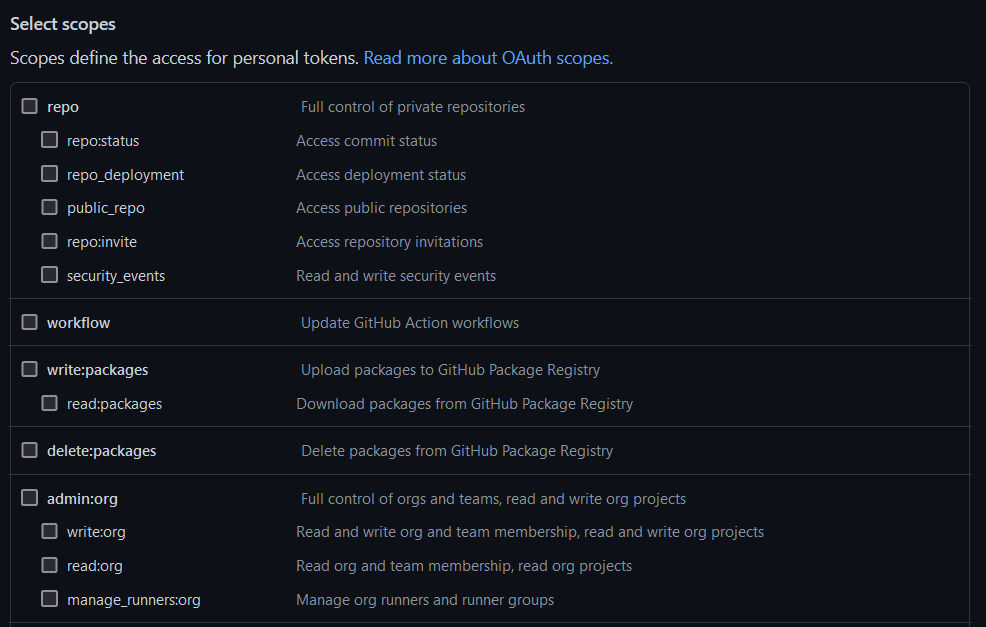 Select scopes
Scopes define the access for personal tokens. Read more about OAuth scopes.
repo Full control of private repositories
repo:status Access commit status
repo_deployment Access deployment status
public_repo Access public repositories
repo:invite Access repository invitations
security_events Read and write security events
workflow Update GitHub Action workflows
write:packages Upload packages to GitHub Package Registry
read:packages Download packages from GitHub Package Registry
delete:packages Delete packages from GitHub Package Registry
admin:org Full control of orgs and teams, read and write org projects
write:org Read and write org and team membership, read and write org projects
read:org Read org and team membership, read org projects
manage_runners:org Manage org runners and runner groups